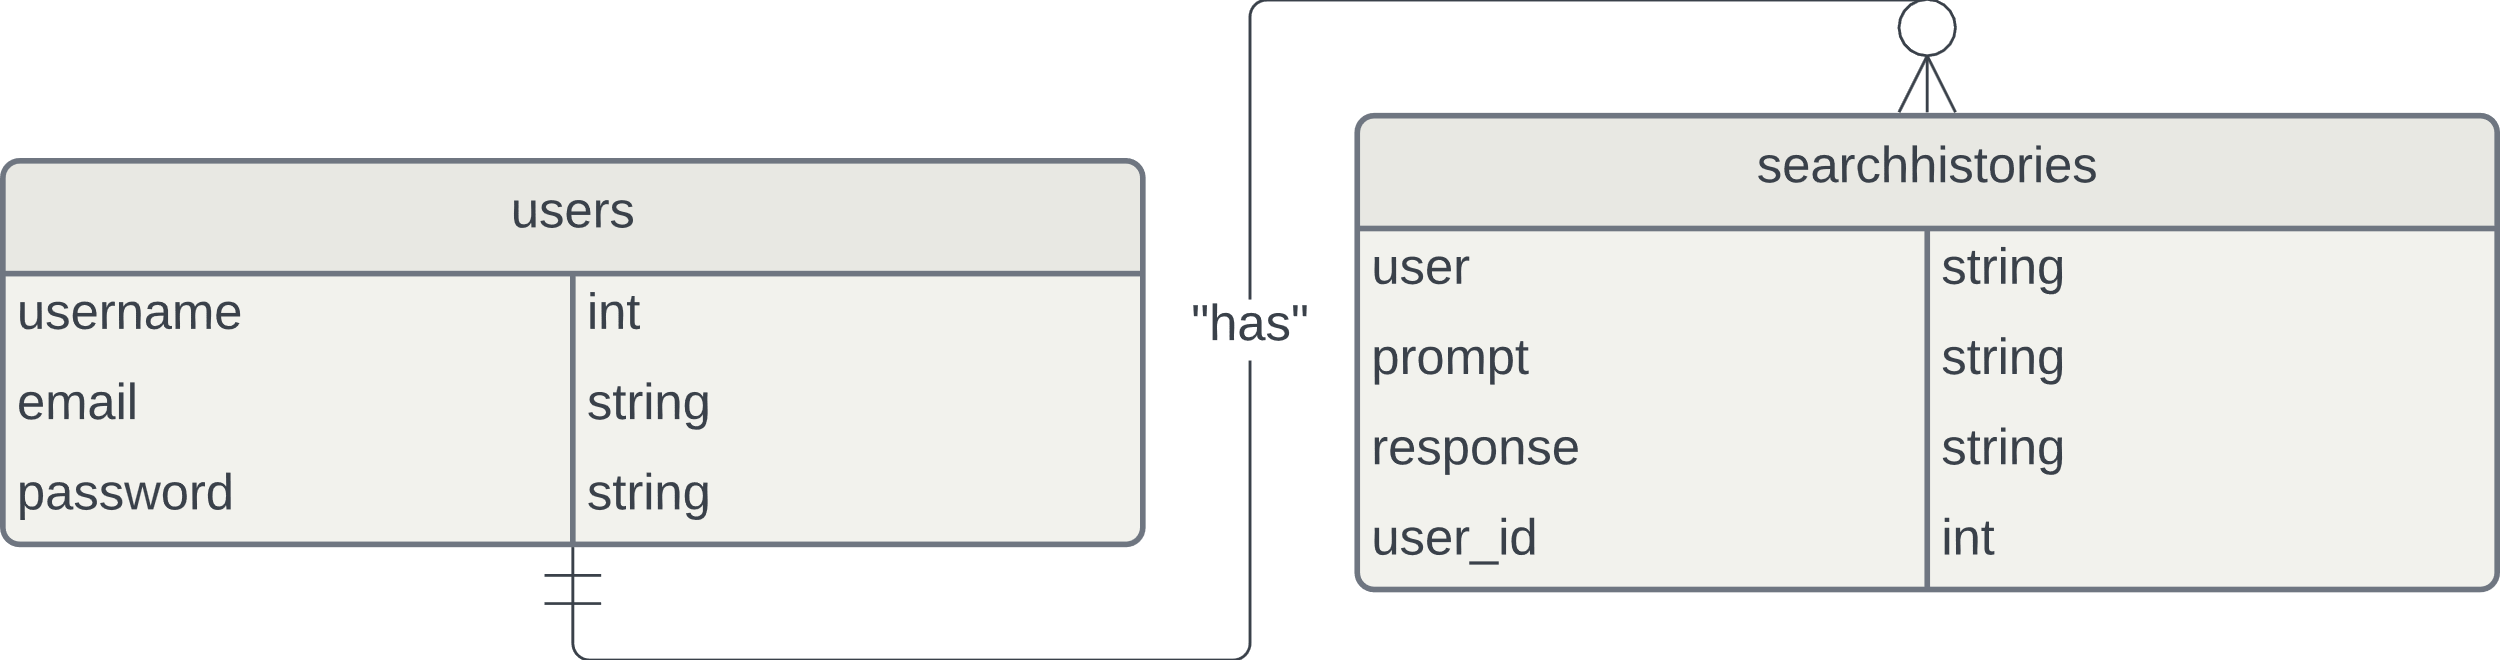 users
username int
email string
password string
"has"
searchhistories
user string
prompt string
response string
user_id int